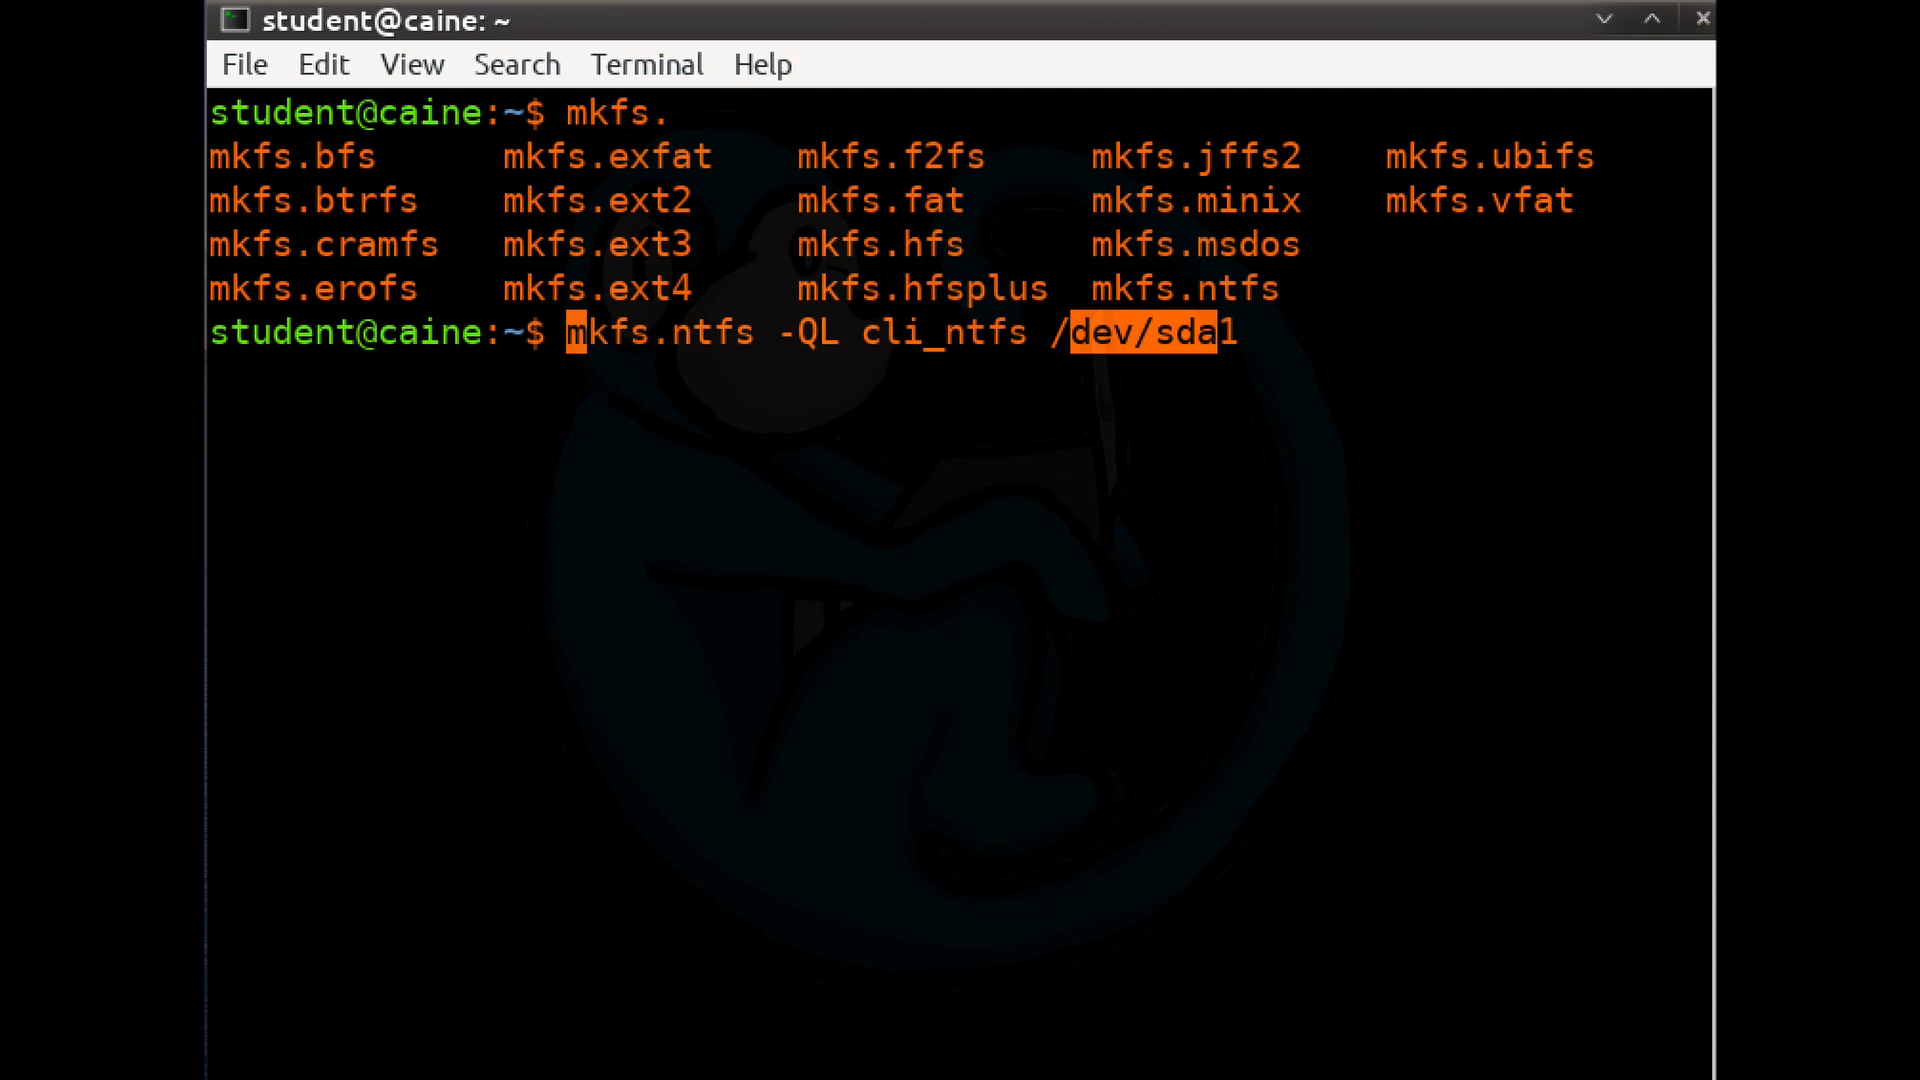 student@caine: ~
File Edit View Search Terminal Help
student@caine:~$ mkfs.
mkfs.bfs mkfs.exfat mkfs.f2fs mkfs.jffs2 mkfs.ubifs
mkfs.btrfs mkfs.ext2 mkfs.fat mkfs.minix mkfs.vfat
mkfs.cramfs mkfs.ext3 mkfs.hfs mkfs.msdos
mkfs.erofs mkfs.ext4 mkfs.hfsplus mkfs.ntfs
student@caine:~$ mkfs.ntfs -QL cli_ntfs /dev/sda1